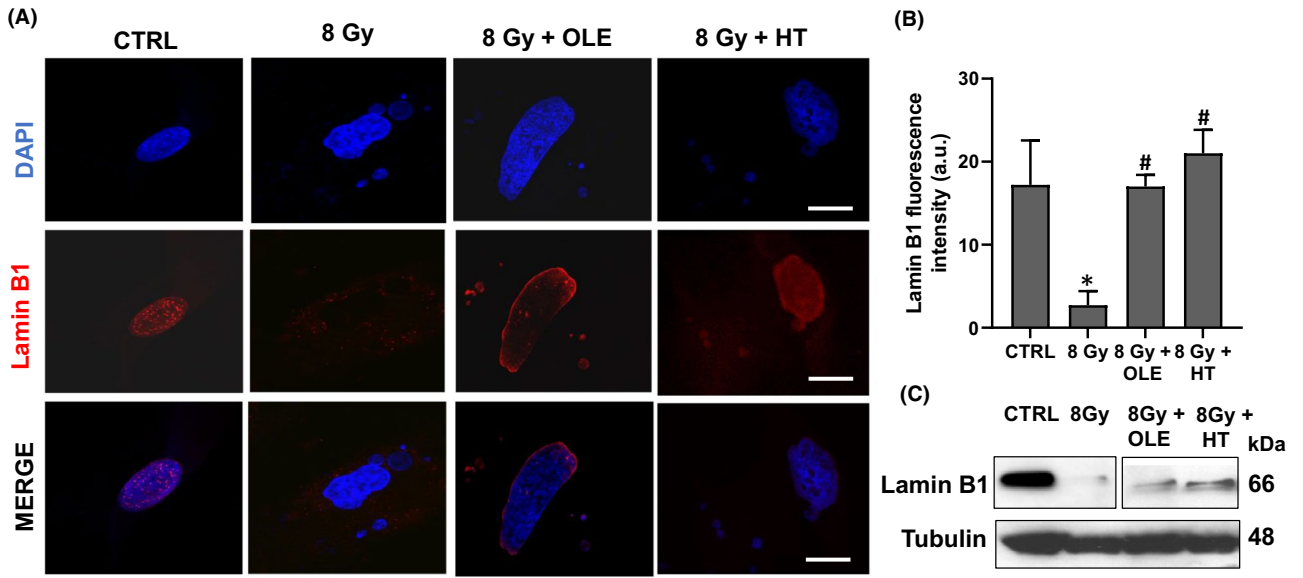 (A)
CTRL
8 Gy
8 Gy + OLE
8 Gy + HT
DAPI
Lamin B1
MERGE
(B)
Lamin B1 fluorescence
intensity (a.u.)
30
20
10
0
*
#
#
CTRL
8 Gy
8 Gy +
OLE
8 Gy +
HT
(C)
CTRL
8Gy
8Gy +
OLE
8Gy +
HT
kDa
Lamin B1
66
Tubulin
48